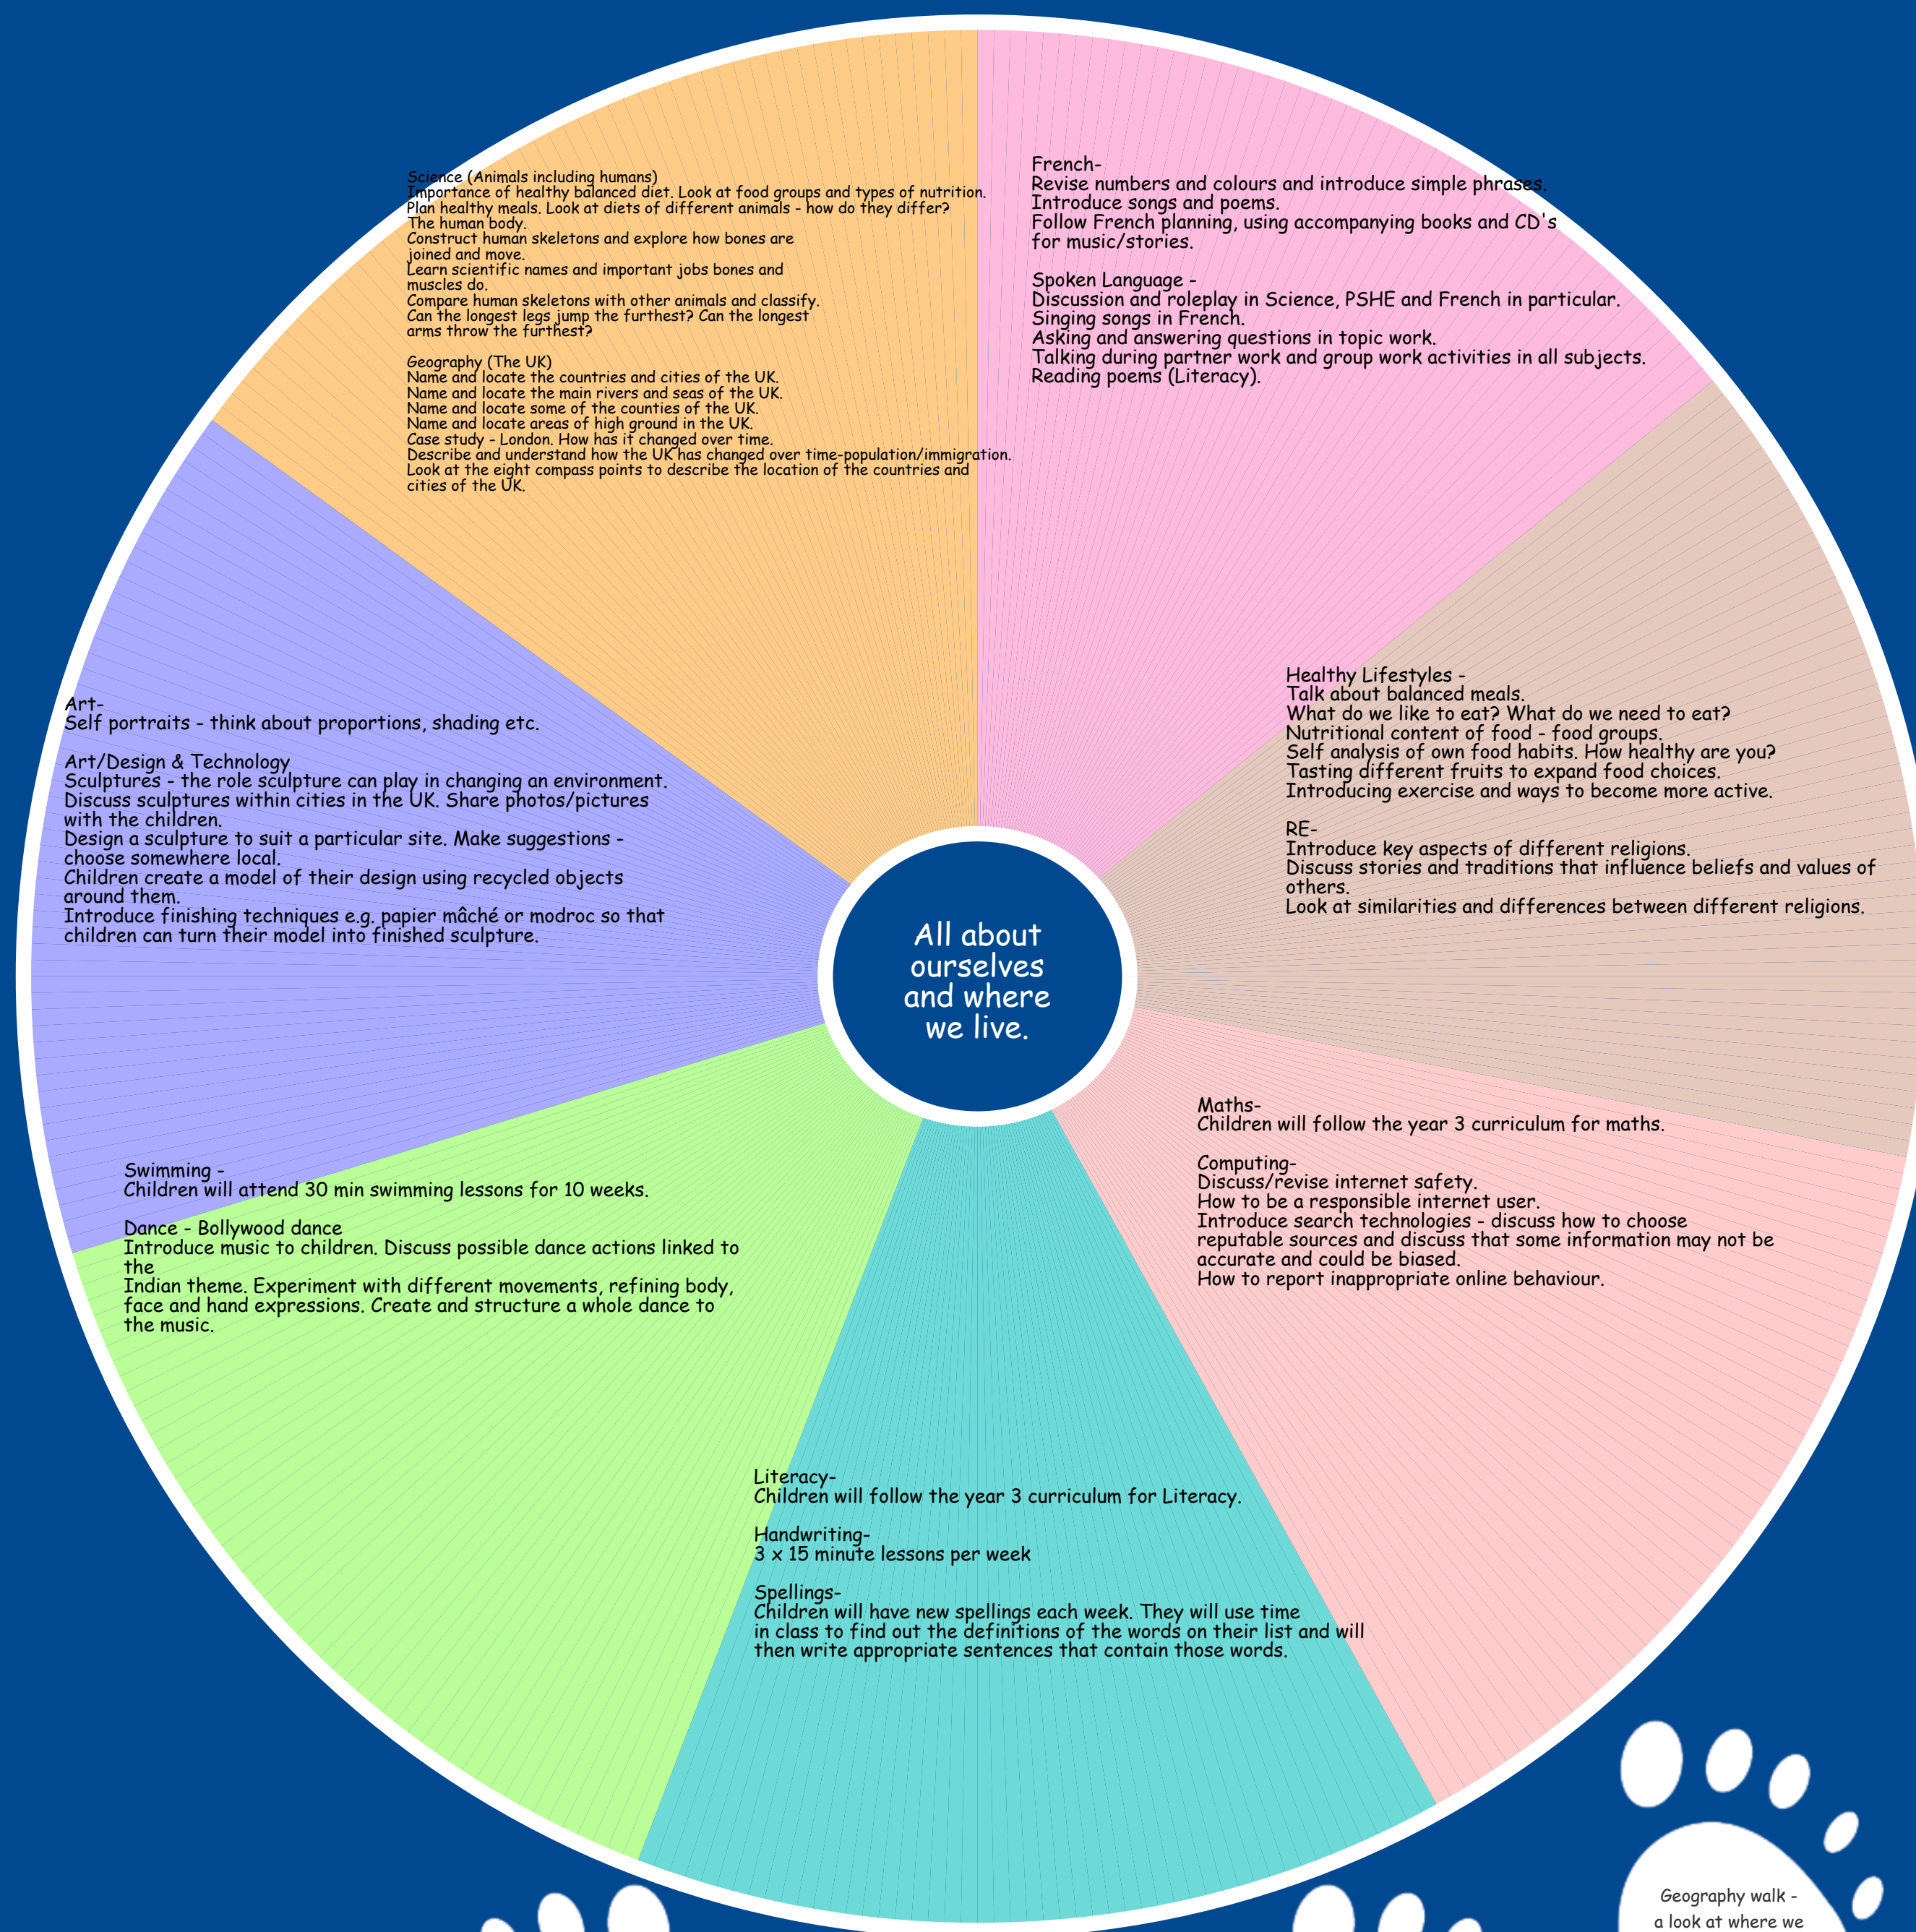 Science (Animals including humans)
Importance of healthy balanced diet. Look at food groups and types of nutrition.
Plan healthy meals. Look at diets of different animals - how do they differ?
The human body.
Construct human skeletons and explore how bones are
joined and move.
Learn scientific names and important jobs bones and
muscles do.
Compare human skeletons with other animals and classify.
Can the longest legs jump the furthest? Can the longest
arms throw the furthest?
Geography (The UK)
Name and locate the countries and cities of the UK.
Name and locate the main rivers and seas of the UK.
Name and locate some of the counties of the UK.
Name and locate areas of high ground in the UK.
Case study - London. How has it changed over time.
Describe and understand how the UK has changed over time-population/immigration.
Look at the eight compass points to describe the location of the countries and
cities of the UK.
French-
Revise numbers and colours and introduce simple phrases.
Introduce songs and poems.
Follow French planning, using accompanying books and CD's
for music/stories.
Spoken Language -
Discussion and roleplay in Science, PSHE and French in particular.
Singing songs in French.
Asking and answering questions in topic work.
Talking during partner work and group work activities in all subjects.
Reading poems (Literacy).
Healthy Lifestyles -
Talk about balanced meals.
What do we like to eat? What do we need to eat?
Nutritional content of food - food groups.
Self analysis of own food habits. How healthy are you?
Tasting different fruits to expand food choices.
Introducing exercise and ways to become more active.
RE-
Introduce key aspects of different religions.
Discuss stories and traditions that influence beliefs and values of
others.
Look at similarities and differences between different religions.
Art-
Self portraits - think about proportions, shading etc.
Art/Design & Technology
Sculptures - the role sculpture can play in changing an environment.
Discuss sculptures within cities in the UK. Share photos/pictures
with the children.
Design a sculpture to suit a particular site. Make suggestions -
choose somewhere local.
Children create a model of their design using recycled objects
around them.
Introduce finishing techniques e.g. papier mâché or modroc so that
children can turn their model into finished sculpture.
All about
ourselves
and where
we live.
Maths-
Children will follow the year 3 curriculum for maths.
Computing-
Discuss/revise internet safety.
How to be a responsible internet user.
Introduce search technologies - discuss how to choose
reputable sources and discuss that some information may not be
accurate and could be biased.
How to report inappropriate online behaviour.
Swimming -
Children will attend 30 min swimming lessons for 10 weeks.
Dance - Bollywood dance
Introduce music to children. Discuss possible dance actions linked to
the
Indian theme. Experiment with different movements, refining body,
face and hand expressions. Create and structure a whole dance to
the music.
Literacy-
Children will follow the year 3 curriculum for Literacy.
Handwriting-
3 x 15 minute lessons per week
Spellings-
Children will have new spellings each week. They will use time
in class to find out the definitions of the words on their list and will
then write appropriate sentences that contain those words.
Geography walk -
a look at where we